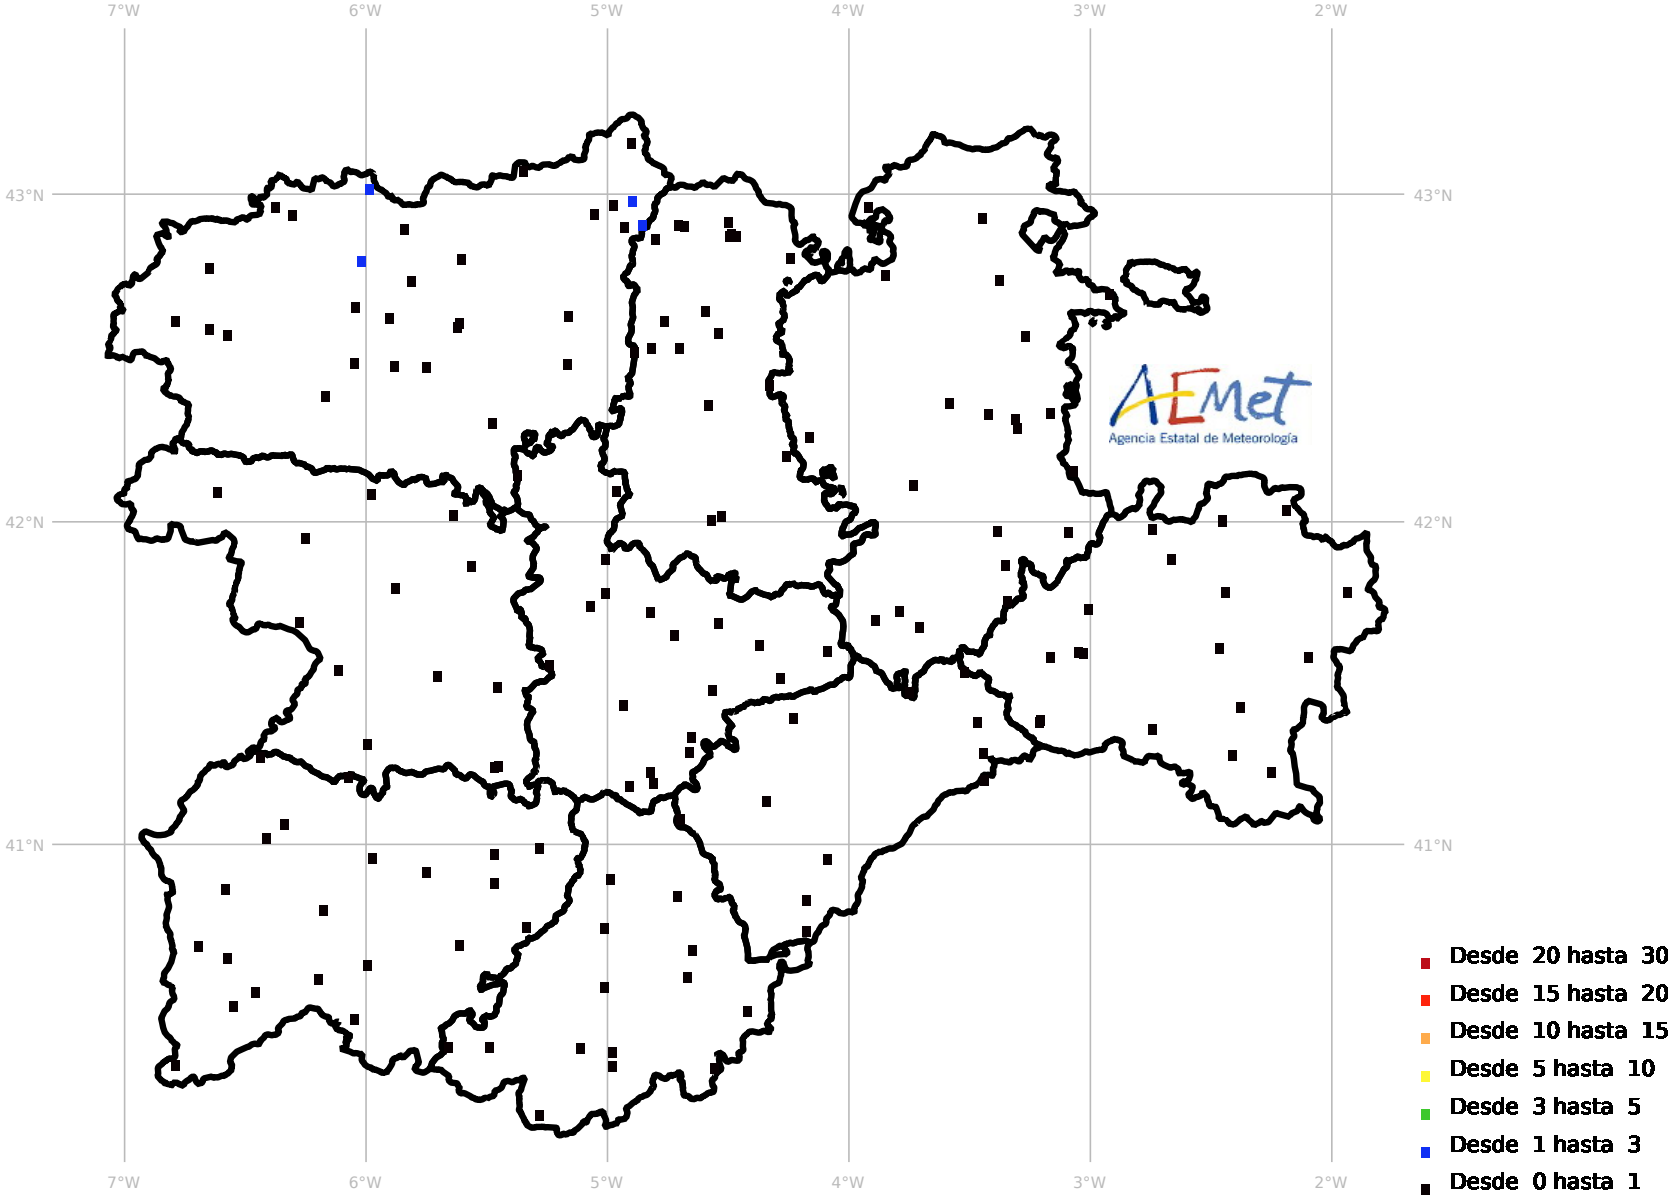 7°W 6°W 5°W 4°W 3°W 2°W
43°N 43°N
AEMet
Agencia Estatal de Meteorología
42°N 42°N
41°N 41°N
Desde 20 hasta 30
Desde 15 hasta 20
Desde 10 hasta 15
Desde 5 hasta 10
Desde 3 hasta 5
Desde 1 hasta 3
Desde 0 hasta 1
7°W 6°W 5°W 4°W 3°W 2°W